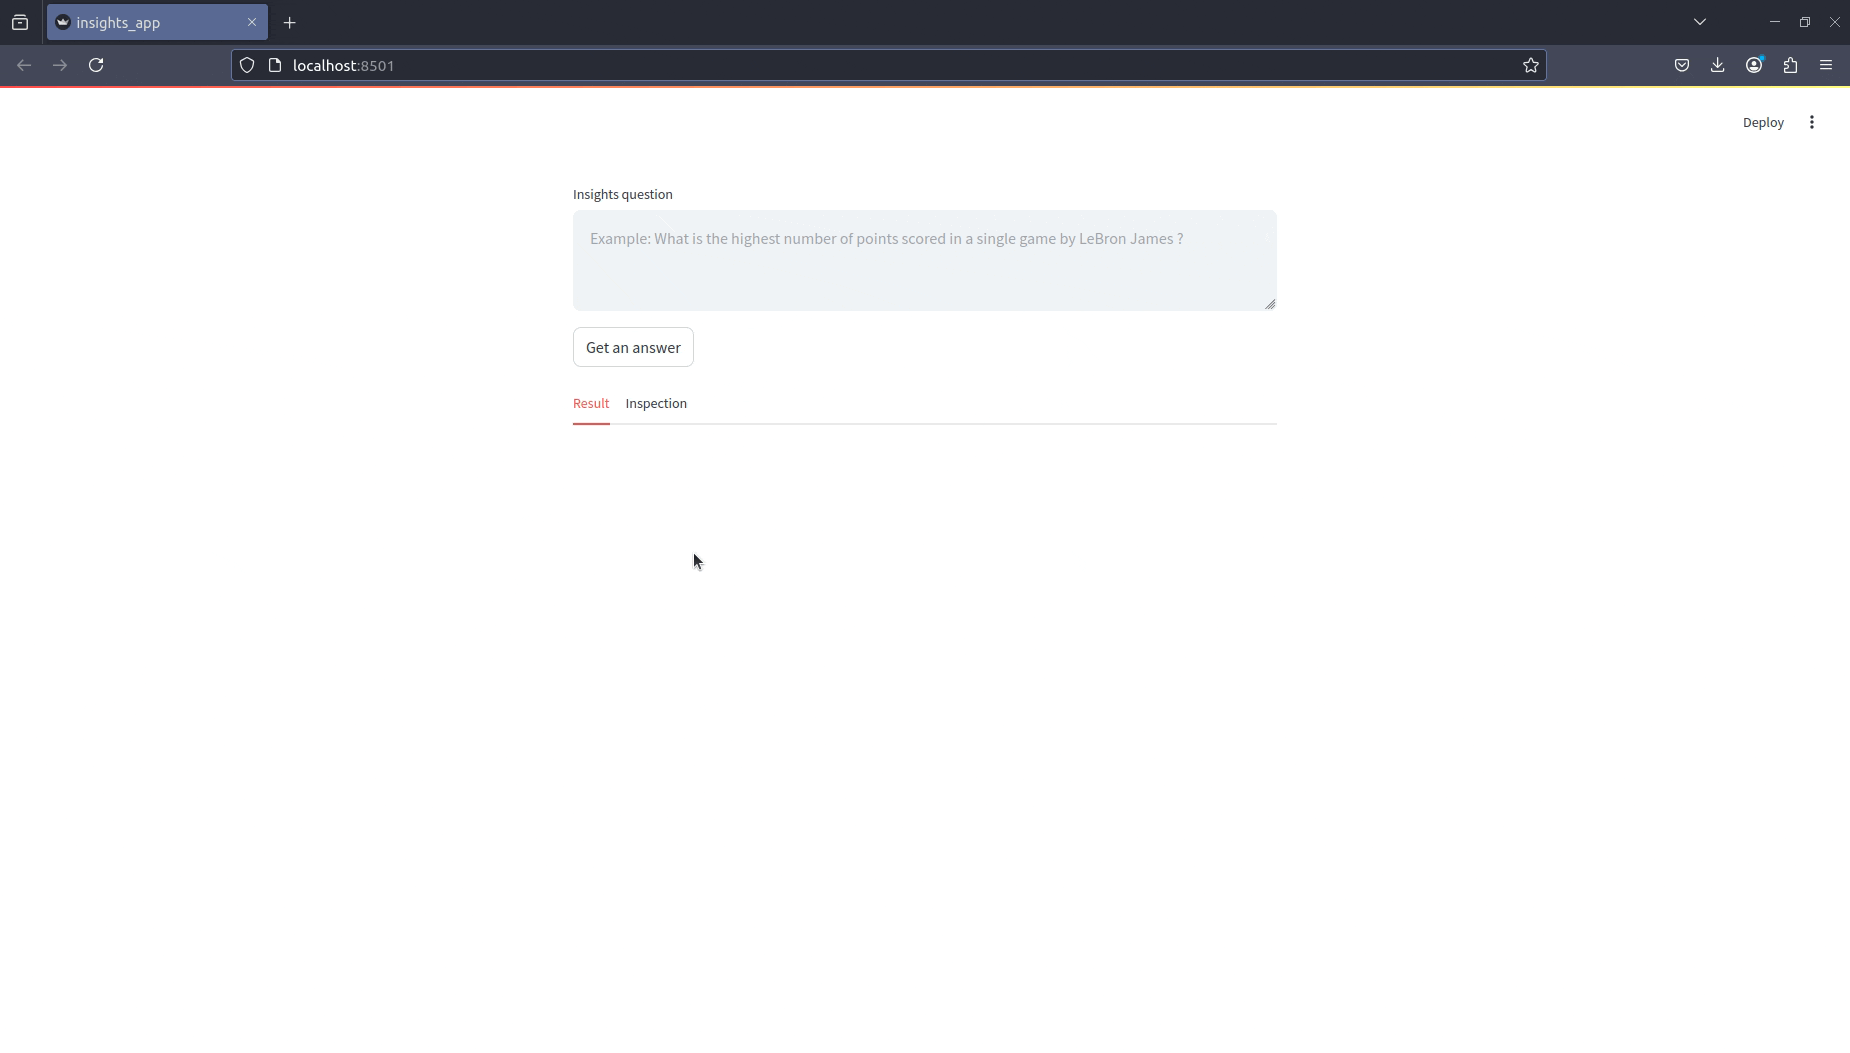 insights_app
localhost:8501
Deploy
Insights question
Example: What is the highest number of points scored in a single game by LeBron James ?
Get an answer
Result Inspection